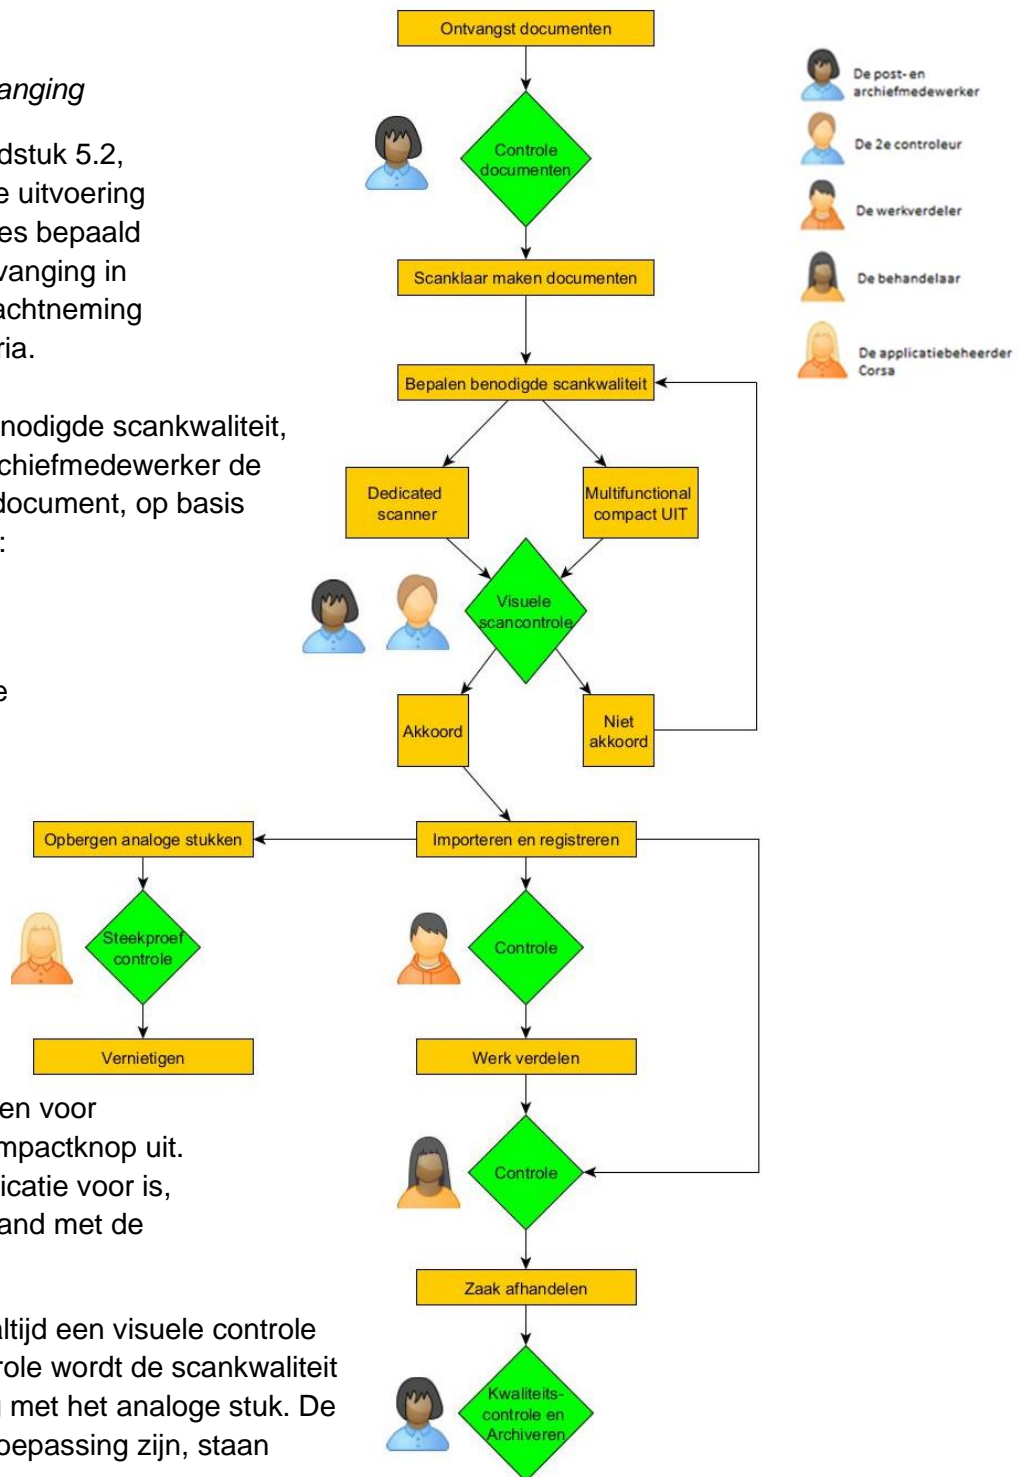 Ontvangst documenten
anging
De post- en
archiefmedewerker
dstuk 5.2,
e uitvoering
es bepaald
vanging in
achtneming
ria.
Controle
documenten
De 2e controleur
De werkverdeler
Scanklaar maken documenten
De behandelaar
De applicatiebeheerder
Corsa
Bepalen benodigde scankwaliteit
nodigde scankwaliteit,
chiefmedewerker de
document, op basis
:
Dedicated
scanner
Multifunctional
compact UIT
Visuele
scancontrole
e
Akkoord
Niet
akkoord
Opbergen analoge stukken
Importeren en registreren
Steekproef
controle
Controle
Vernietigen
Werk verdelen
en voor
mpactknop uit.
icatie voor is,
and met de
Controle
Zaak afhandelen
altijd een visuele controle
role wordt de scankwaliteit
g met het analoge stuk. De
oepassing zijn, staan
Kwaliteits-
controle en
Archiveren